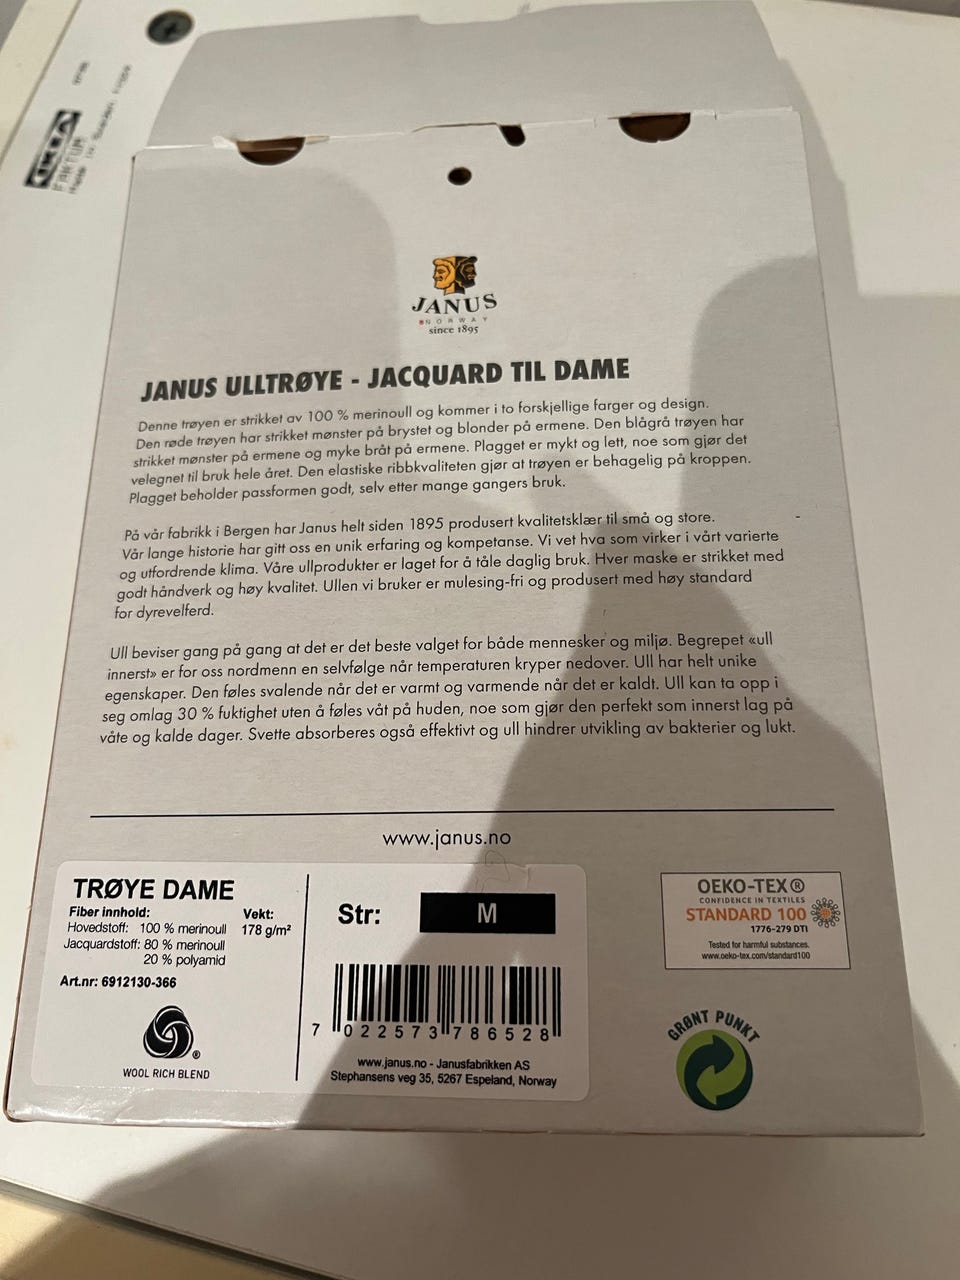 IKEA
JANUS
NORWAY
since 1895
JANUS ULLTRØYE - JACQUARD TIL DAME
Denne trøyen er strikket av 100 % merinoull og kommer i to forskjellige farger og design.
Den røde trøyen har strikket mønster på brystet og blonder på ermene. Den blågrå trøyen har
strikket mønster på ermene og myke bråt på ermene. Plagget er mykt og lett, noe som gjør det
velegnet til bruk hele året. Den elastiske ribbkvaliteten gjør at trøyen er behagelig på kroppen.
Plagget beholder passformen godt, selv etter mange gangers bruk.
På vår fabrikk i Bergen har Janus helt siden 1895 produsert kvalitetsklær til små og store.
Vår lange historie har gitt oss en unik erfaring og kompetanse. Vi vet hva som virker i vårt varierte
og utfordrende klima. Våre ullprodukter er laget for å tåle daglig bruk. Hver maske er strikket med
godt håndverk og høy kvalitet. Ullen vi bruker er mulesing-fri og produsert med høy standard
for dyrevelferd.
Ull beviser gang på gang at det er det beste valget for både mennesker og miljø. Begrepet «ull
innerst» er for oss nordmenn en selvfølge når temperaturen kryper nedover. Ull har helt unike
egenskaper. Den føles svalende når det er varmt og varmende når det er kaldt. Ull kan ta opp i
seg omlag 30 % fuktighet uten å føles våt på huden, noe som gjør den perfekt som innerst lag på
våte og kalde dager. Svette absorberes også effektivt og ull hindrer utvikling av bakterier og lukt.
www.janus.no
TRØYE DAME
Fiber innhold:
Hovedstoff: 100 % merinoull
Jacquardstoff: 80 % merinoull
20 % polyamid
Vekt:
178 g/m²
Art.nr: 6912130-366
WOOL RICH BLEND
Str: M
7 022573 786528
www.janus.no - Janusfabrikken AS
Stephansens veg 35, 5267 Espeland, Norway
OEKO-TEX®
CONFIDENCE IN TEXTILES
STANDARD 100
1776-279 DTI
Tested for harmful substances.
www.oeko-tex.com/standard100
GRØNT PUNKT